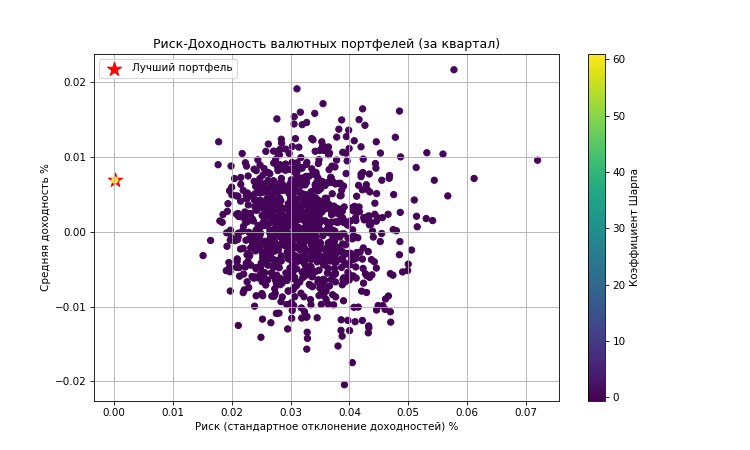 Риск-Доходность валютных портфелей (за квартал)
Лучший портфель
Средняя доходность %
0.02
0.01
0.00
−0.01
−0.02
0.00 0.01 0.02 0.03 0.04 0.05 0.06 0.07
Риск (стандартное отклонение доходностей) %
60
50
40
30
20
10
0
Коэффициент Шарпа